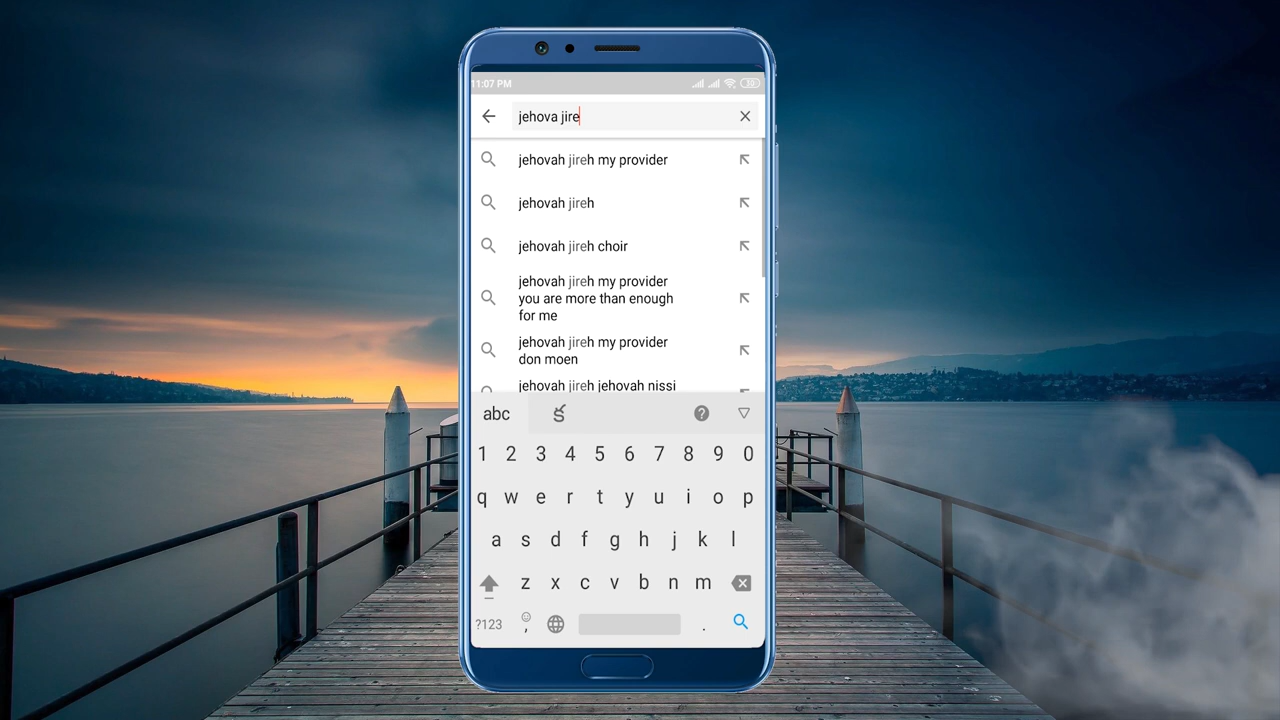 11:07 PM
39
jehova jire
jehovah jireh my provider
jehovah jireh
jehovah jireh choir
jehovah jireh my provider
you are more than enough
for me
jehovah jireh my provider
don moen
jehovah jireh jehovah nissi
abc ?
1 2 3 4 5 6 7 8 9 0
q w e r t y u i o p
a s d f g h j k l
z x c v b n m
?123 , .